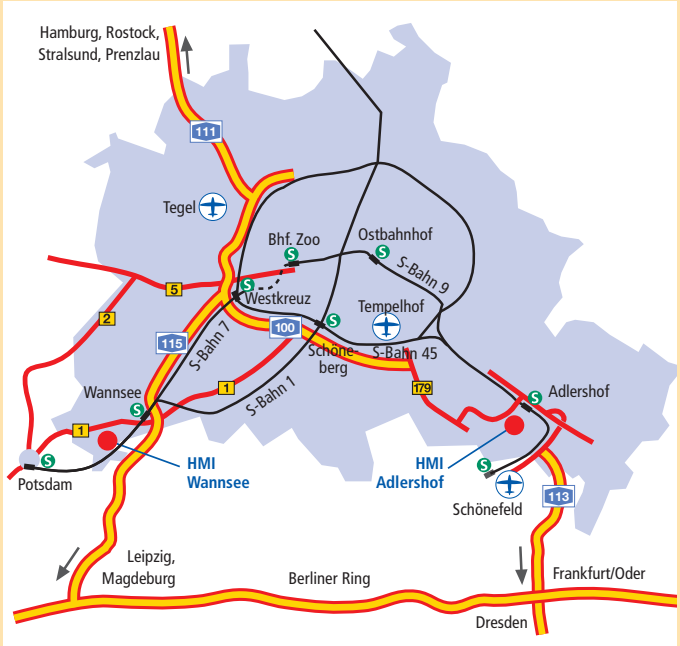 Hamburg, Rostock,
Stralsund, Prenzlau
111
Tegel
Bhf. Zoo
S
Ostbahnhof
S
S-Bahn 9
5
S
Westkreuz
2
Tempelhof
100
S
115
S-Bahn 7
Schöne-
berg
S-Bahn 45
179
Wannsee
S
1
S-Bahn 1
Adlershof
S
1
HMI
Wannsee
HMI
Adlershof
S
Potsdam
S
Schönefeld
113
Leipzig,
Magdeburg
Berliner Ring
Frankfurt/Oder
Dresden